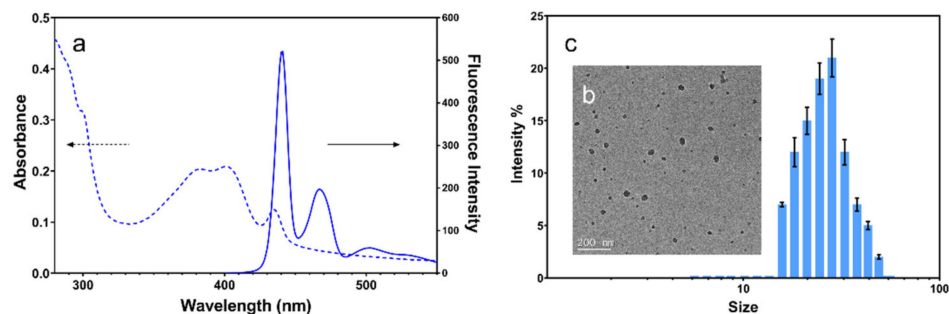 a
0.5
0.4
0.3
0.2
0.1
0.0
Absorbance
600
500
400
300
200
100
0
Fluorescence Intensity
300
400
500
Wavelength (nm)
c
25
20
15
10
5
0
Intensity %
b
200 nm
10
100
Size